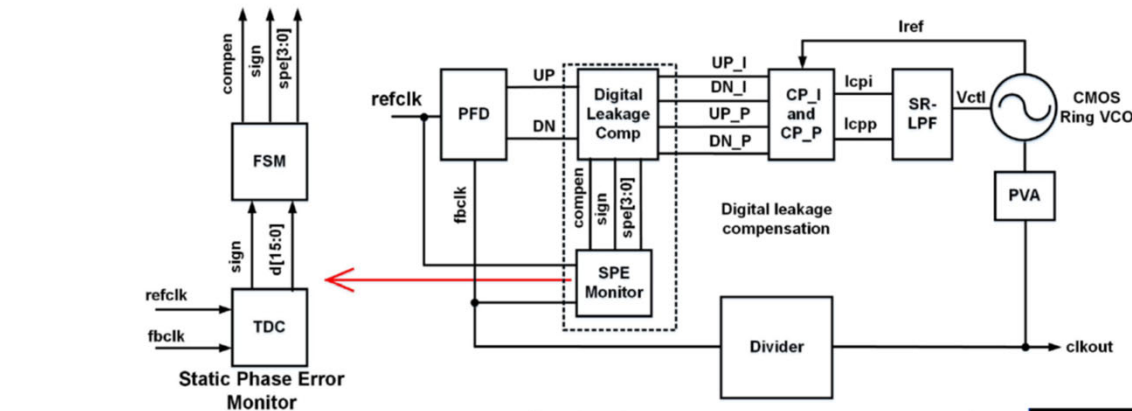 compen
sign
spe[3:0]
FSM
sign
d[15:0]
refclk
fbclk
TDC
Static Phase Error
Monitor
refclk
PFD
UP
DN
fbclk
Digital
Leakage
Comp
compen
sign
spe[3:0]
SPE
Monitor
UP_I
DN_I
UP_P
DN_P
Digital leakage
compensation
Iref
CP_I
and
CP_P
Icpi
Icpp
SR-
LPF
Vctl
CMOS
Ring VCO
PVA
Divider
clkout